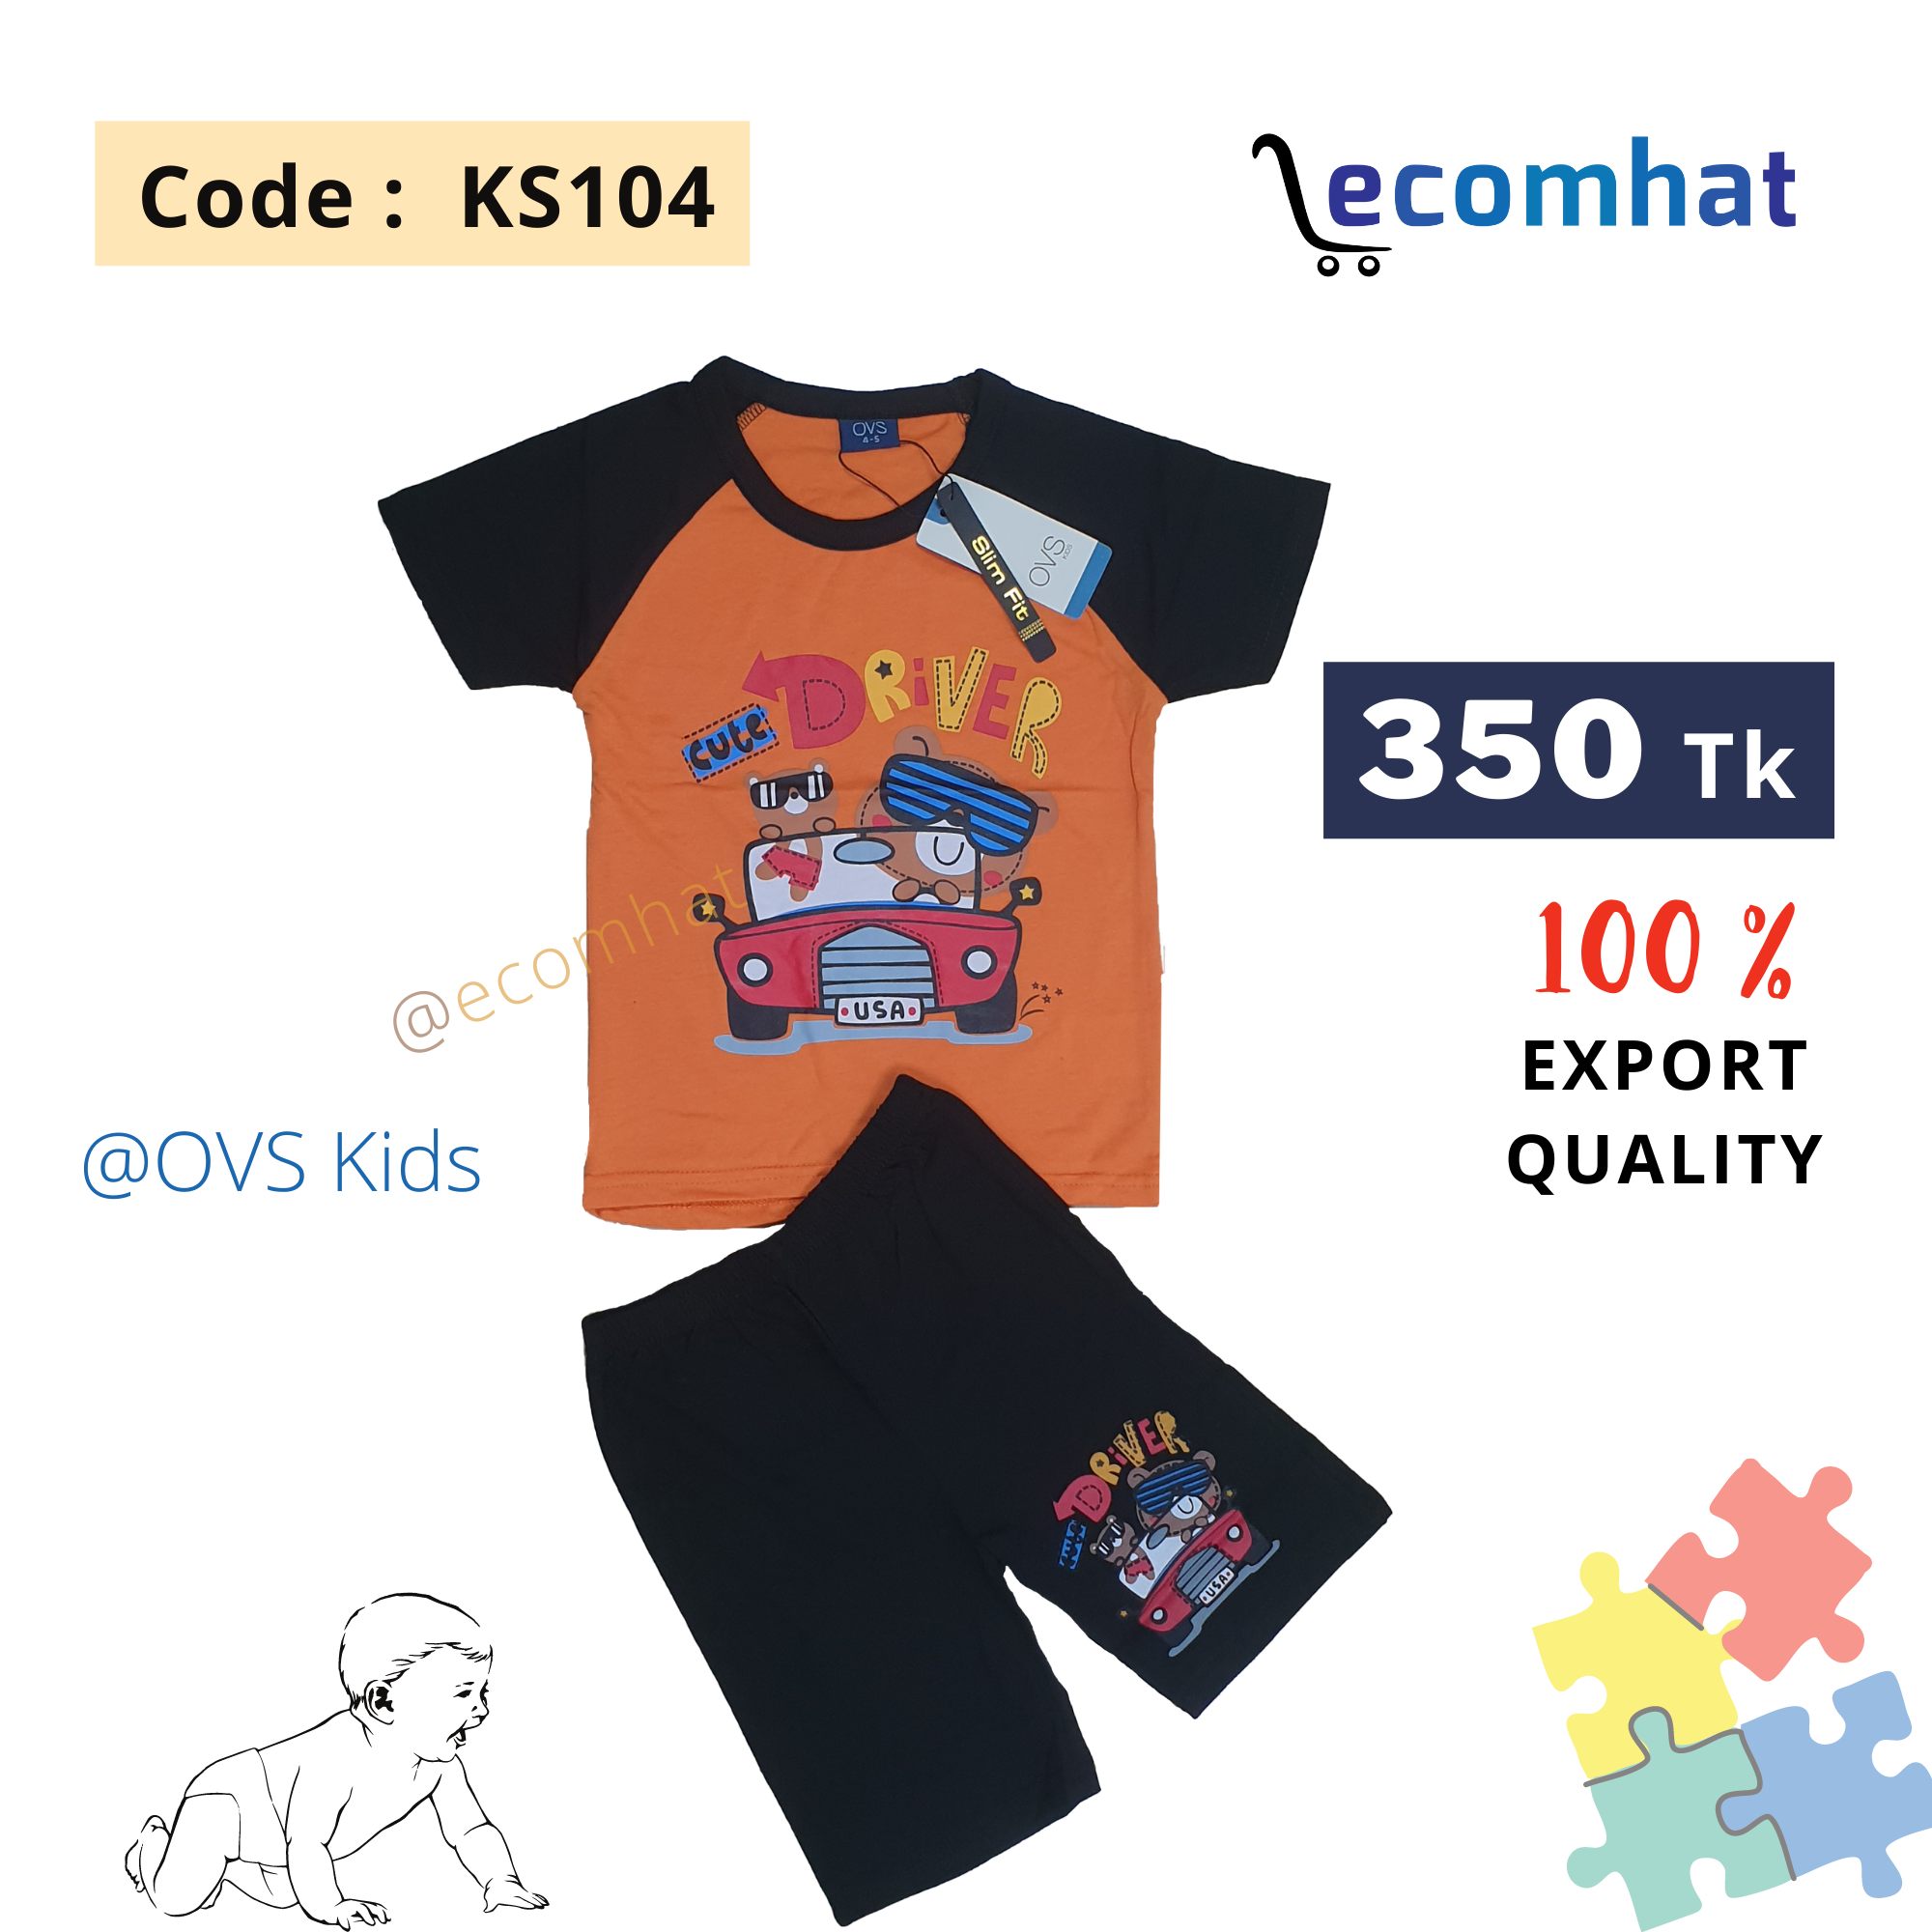 Code : KS104
ecomhat
OVS
4-5
Slim Fit
OVS
KIDS
350 Tk
cute
DRiVER
100 %
EXPORT
QUALITY
@ecomhat
USA
@OVS Kids
DRiVER
USA